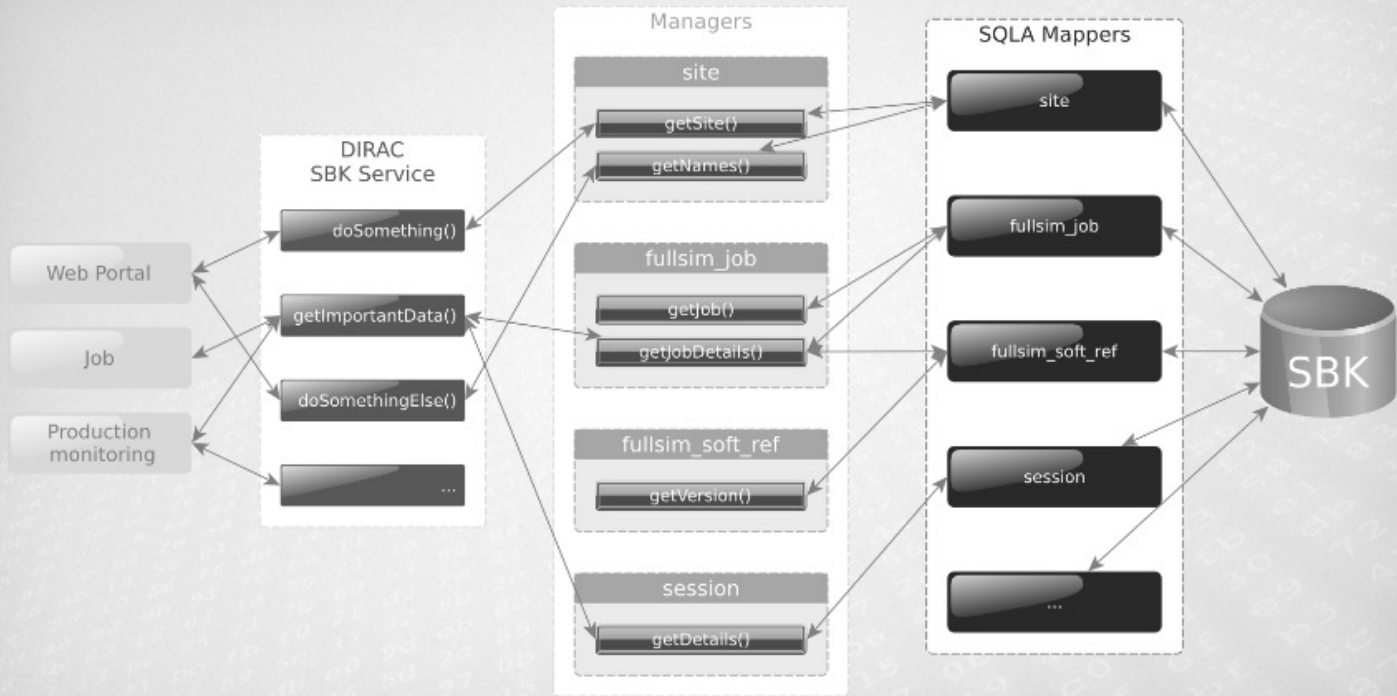 Web Portal
Job
Production
monitoring
DIRAC
SBK Service
doSomething()
getImportantData()
doSomethingElse()
...
Managers
site
getSite()
getNames()
fullsim_job
getJob()
getJobDetails()
fullsim_soft_ref
getVersion()
session
getDetails()
SQLA Mappers
site
fullsim_job
fullsim_soft_ref
session
...
SBK